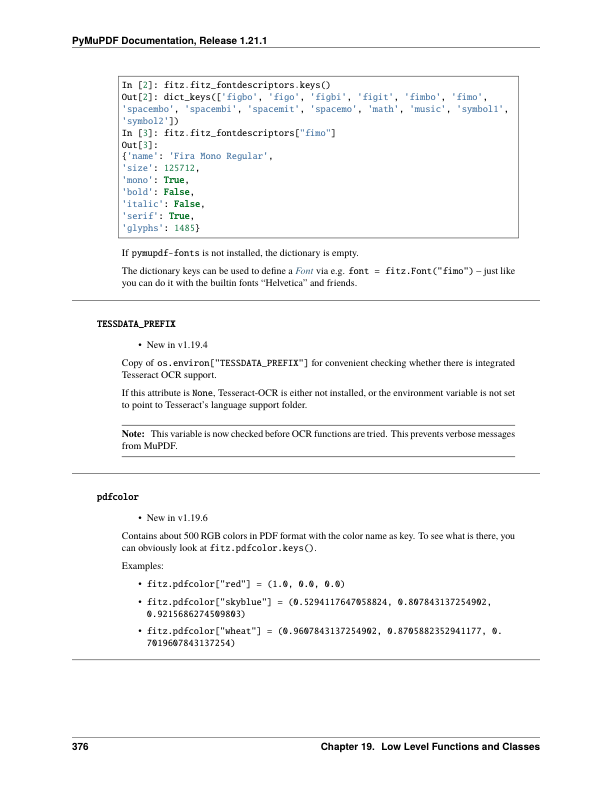 PyMuPDF Documentation, Release 1.21.1
In [2]: fitz.fitz_fontdescriptors.keys()
Out[2]: dict_keys(['figbo', 'figo', 'figbi', 'figit', 'fimbo', 'fimo',
'spacembo', 'spacembi', 'spacemit', 'spacemo', 'math', 'music', 'symbol1',
'symbol2'])
In [3]: fitz.fitz_fontdescriptors["fimo"]
Out[3]:
{'name': 'Fira Mono Regular',
'size': 125712,
'mono': True,
'bold': False,
'italic': False,
'serif': True,
'glyphs': 1485}
If pymupdf-fonts is not installed, the dictionary is empty.
The dictionary keys can be used to define a Font via e.g. font = fitz.Font("fimo") – just like
you can do it with the builtin fonts “Helvetica” and friends.
TESSDATA_PREFIX
• New in v1.19.4
Copy of os.environ["TESSDATA_PREFIX"] for convenient checking whether there is integrated
Tesseract OCR support.
If this attribute is None, Tesseract-OCR is either not installed, or the environment variable is not set
to point to Tesseract's language support folder.
Note: This variable is now checked before OCR functions are tried. This prevents verbose messages
from MuPDF.
pdfcolor
• New in v1.19.6
Contains about 500 RGB colors in PDF format with the color name as key. To see what is there, you
can obviously look at fitz.pdfcolor.keys().
Examples:
• fitz.pdfcolor["red"] = (1.0, 0.0, 0.0)
• fitz.pdfcolor["skyblue"] = (0.5294117647058824, 0.807843137254902,
0.9215686274509803)
• fitz.pdfcolor["wheat"] = (0.9607843137254902, 0.8705882352941177, 0.
7019607843137254)
376
Chapter 19. Low Level Functions and Classes